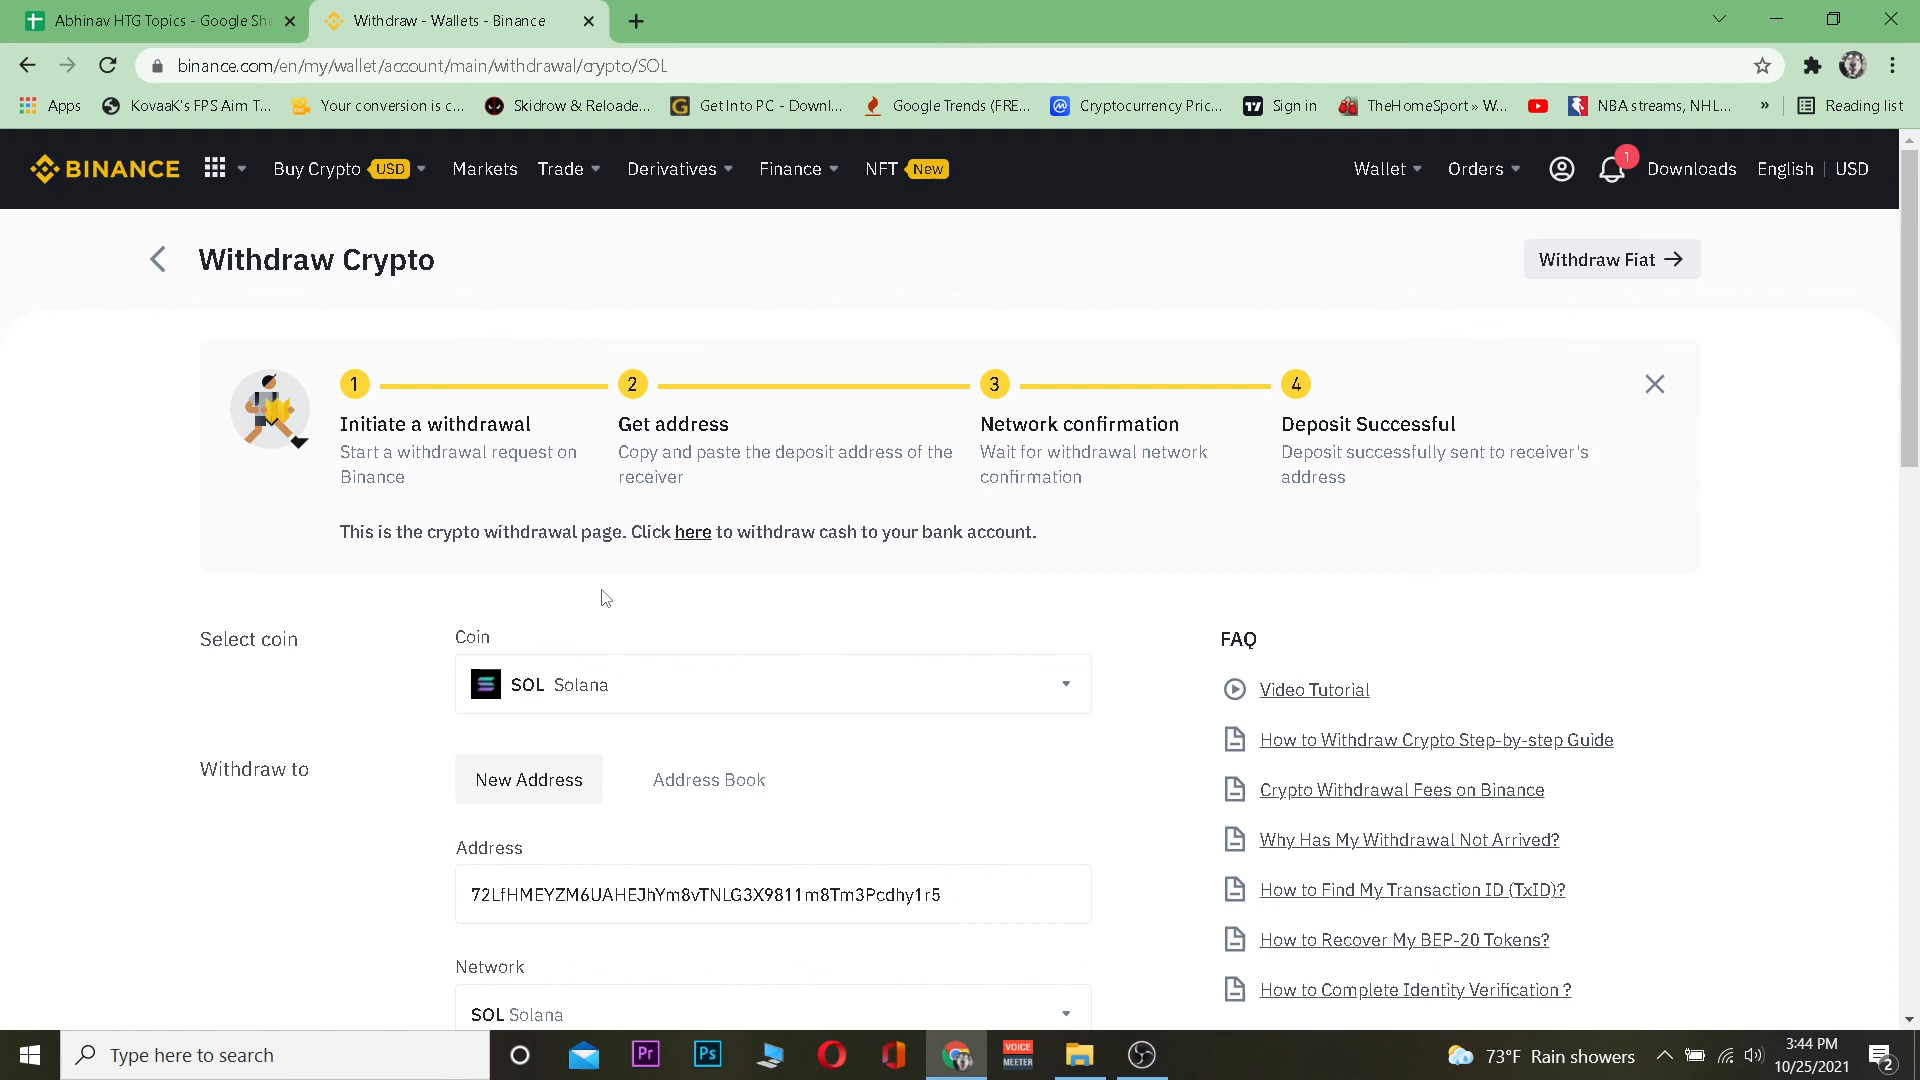 Abhinav HTG Topics - Google She
Withdraw - Wallets - Binance
binance.com/en/my/wallet/account/main/withdrawal/crypto/SOL
Apps
KovaaK's FPS Aim T...
Your conversion is c...
Skidrow & Reloade...
Get Into PC - Downl...
Google Trends (FRE...
Cryptocurrency Pric...
Sign in
TheHomeSport » W...
NBA streams, NHL...
»
Reading list
BINANCE
Buy Crypto USD
Markets
Trade
Derivatives
Finance
NFT New
Wallet
Orders
1
Downloads
English
USD
Withdraw Crypto
Withdraw Fiat →
1
2
3
4
Initiate a withdrawal
Get address
Network confirmation
Deposit Successful
Start a withdrawal request on
Binance
Copy and paste the deposit address of the
receiver
Wait for withdrawal network
confirmation
Deposit successfully sent to receiver's
address
This is the crypto withdrawal page. Click here to withdraw cash to your bank account.
Select coin
Coin
SOL Solana
Withdraw to
New Address
Address Book
Address
72LfHMEYZM6UAHEJhYm8vTNLG3X9811m8Tm3Pcdhy1r5
Network
SOL Solana
FAQ
Video Tutorial
How to Withdraw Crypto Step-by-step Guide
Crypto Withdrawal Fees on Binance
Why Has My Withdrawal Not Arrived?
How to Find My Transaction ID (TxID)?
How to Recover My BEP-20 Tokens?
How to Complete Identity Verification ?
Type here to search
Pr
Ps
VOICE
MEETER
73°F Rain showers
3:44 PM
10/25/2021
2